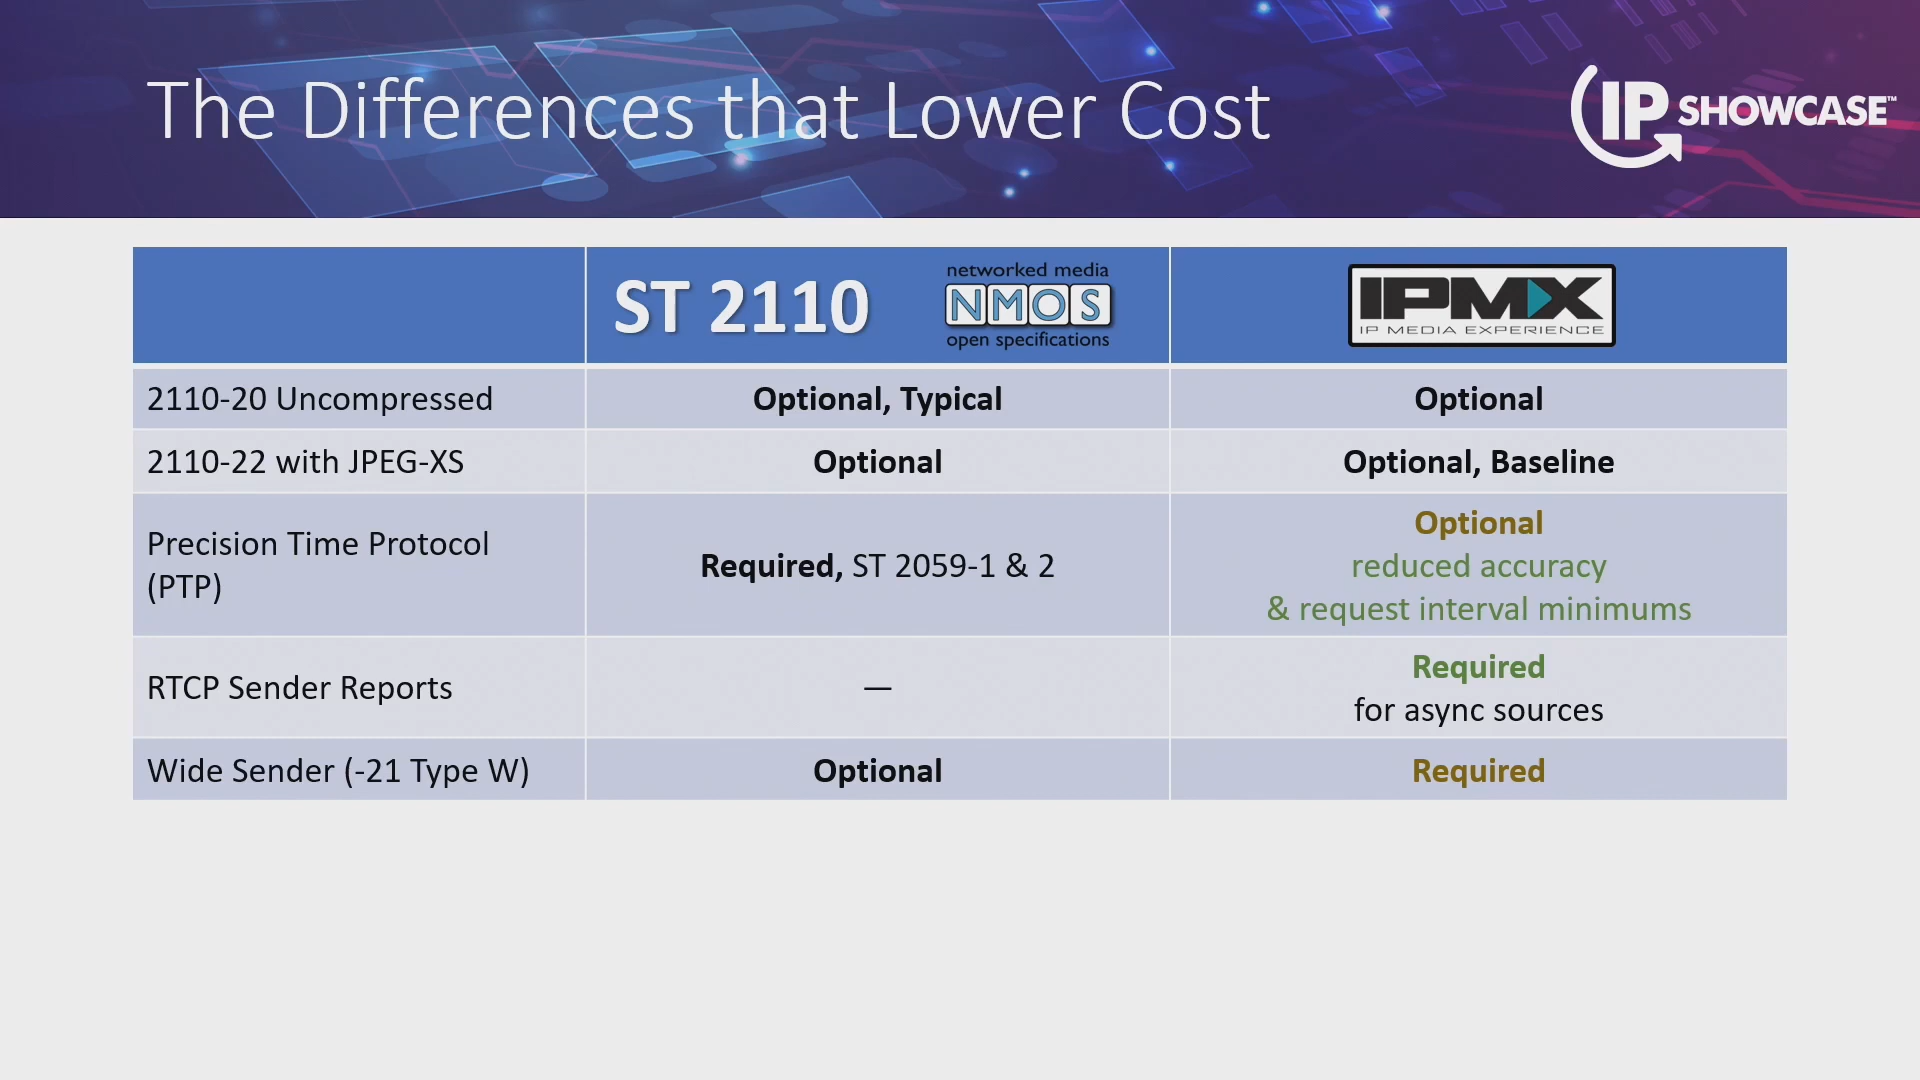 The Differences that Lower Cost
IP SHOWCASE™
ST 2110
networked media
NMOS
open specifications
IPMX
IP MEDIA EXPERIENCE
2110-20 Uncompressed
Optional, Typical
Optional
2110-22 with JPEG-XS
Optional
Optional, Baseline
Precision Time Protocol
(PTP)
Required, ST 2059-1 & 2
Optional
reduced accuracy
& request interval minimums
RTCP Sender Reports
—
Required
for async sources
Wide Sender (-21 Type W)
Optional
Required